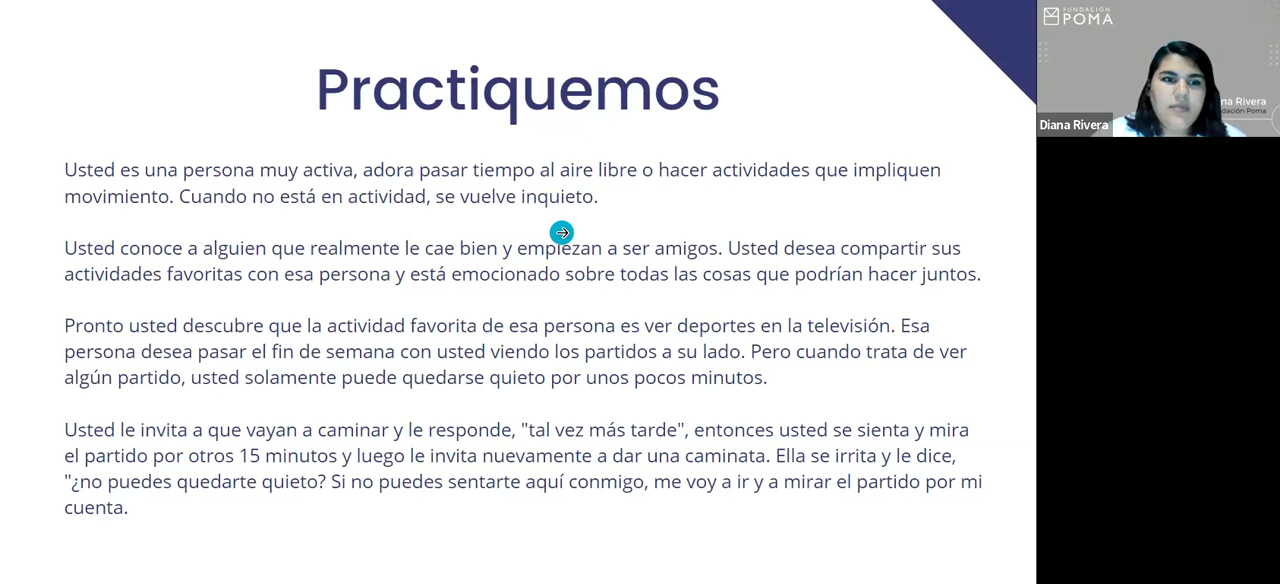 Practiquemos
Usted es una persona muy activa, adora pasar tiempo al aire libre o hacer actividades que impliquen
movimiento. Cuando no está en actividad, se vuelve inquieto.
Usted conoce a alguien que realmente le cae bien y empiezan a ser amigos. Usted desea compartir sus
actividades favoritas con esa persona y está emocionado sobre todas las cosas que podrían hacer juntos.
Pronto usted descubre que la actividad favorita de esa persona es ver deportes en la televisión. Esa
persona desea pasar el fin de semana con usted viendo los partidos a su lado. Pero cuando trata de ver
algún partido, usted solamente puede quedarse quieto por unos pocos minutos.
Usted le invita a que vayan a caminar y le responde, "tal vez más tarde", entonces usted se sienta y mira
el partido por otros 15 minutos y luego le invita nuevamente a dar una caminata. Ella se irrita y le dice,
"¿no puedes quedarte quieto? Si no puedes sentarte aquí conmigo, me voy a ir y a mirar el partido por mi
cuenta.
FUNDACIÓN
POMA
na Rivera
dación Poma
Diana Rivera